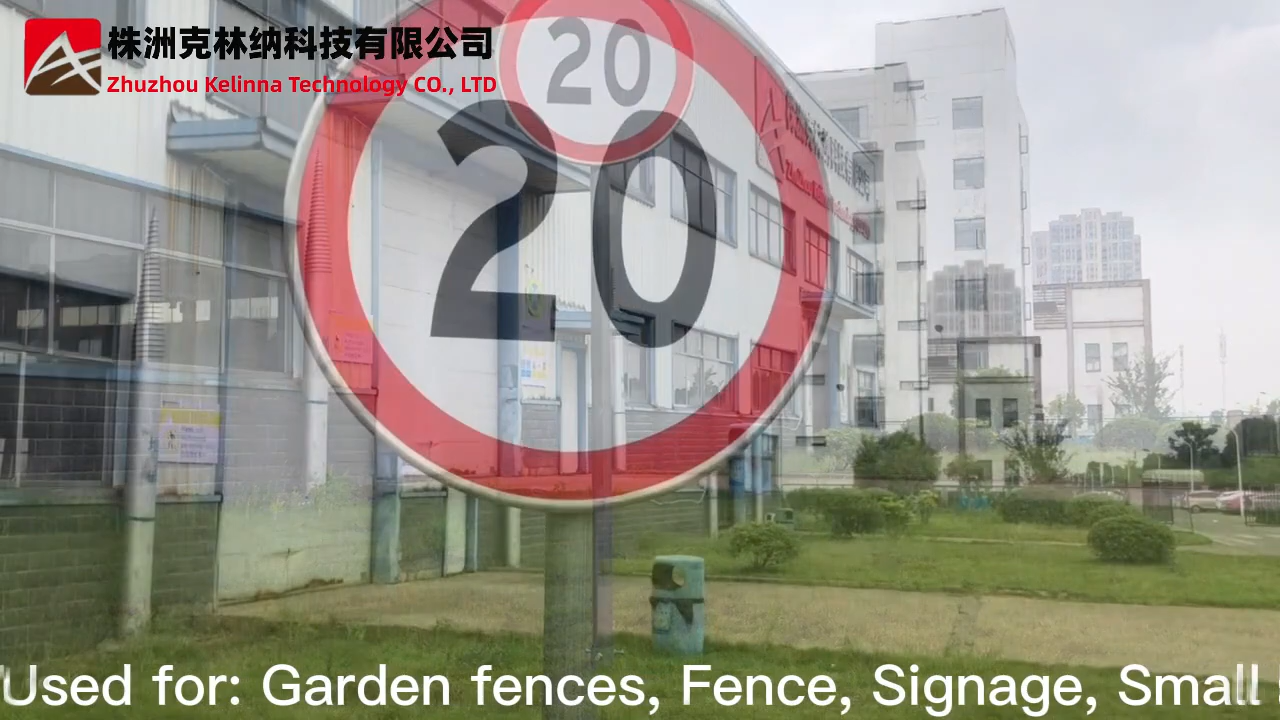 株洲克林纳科技有限公司
Zhuzhou Kelinna Technology CO., LTD
20
20
Used for: Garden fences, Fence, Signage, Small